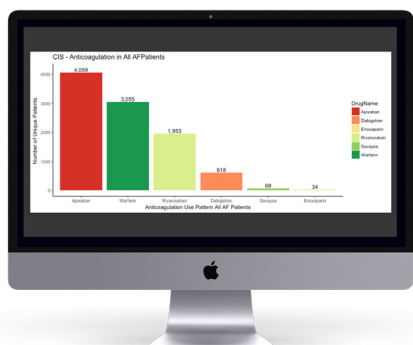 CIS - Anticoagulation in All AFPatients
4,059
3,055
1,953
618
69
34
4000
3000
2000
1000
0
Number of Unique Patients.
Apixaban
Warfarin
Rivaroxaban
Dabigatran
Savaysa
Enoxaparin
Anticoagulation Use Pattern All AF Patients
DrugName
Apixaban
Dabigatran
Enoxaparin
Rivaroxaban
Savaysa
Warfarin